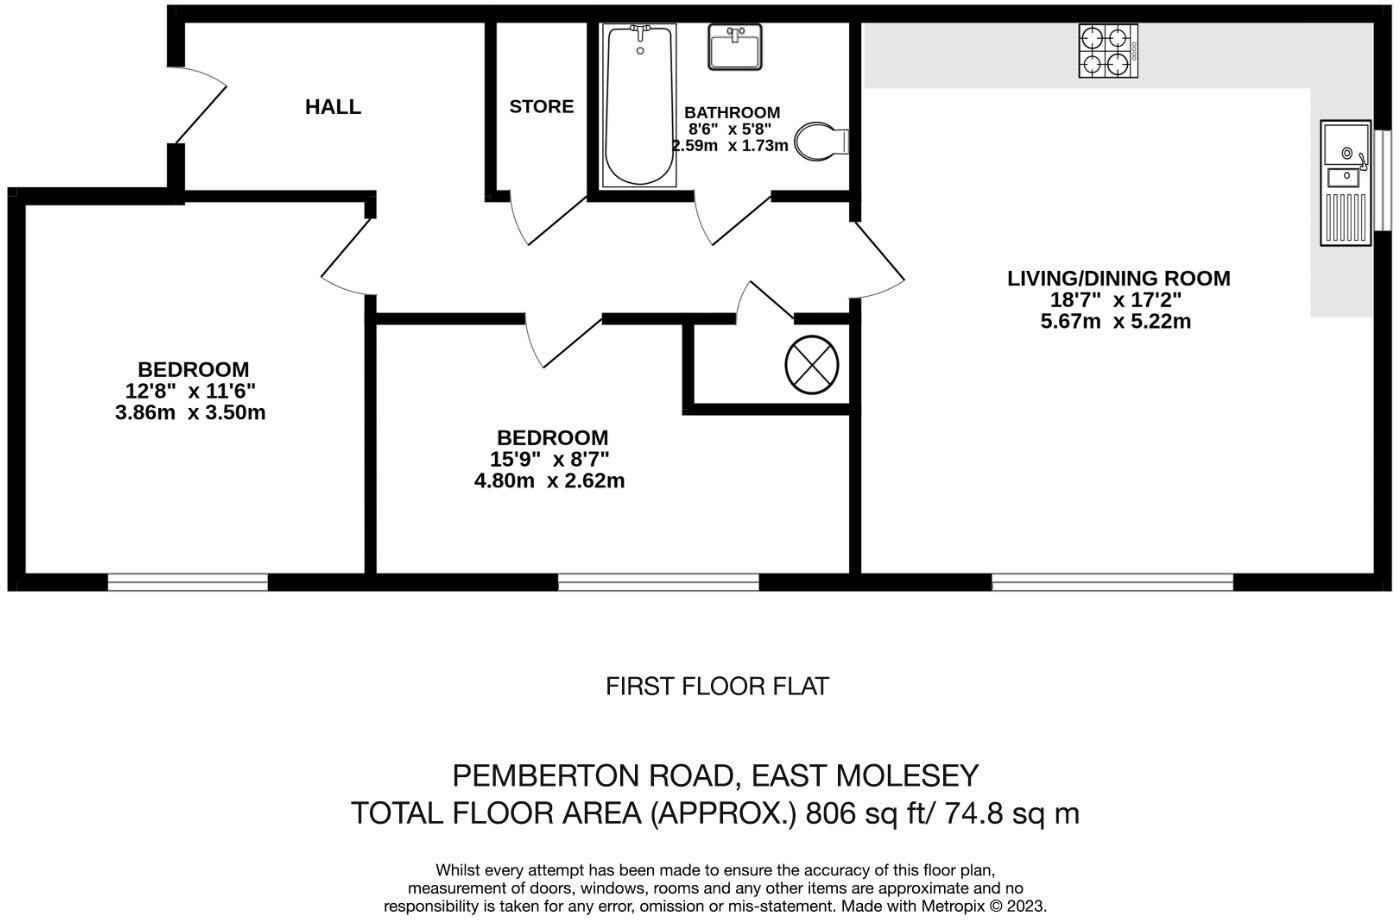 HALL
STORE
BATHROOM
8'6" x 5'8"
2.59m x 1.73m
LIVING/DINING ROOM
18'7" x 17'2"
5.67m x 5.22m
BEDROOM
12'8" x 11'6"
3.86m x 3.50m
BEDROOM
15'9" x 8'7"
4.80m x 2.62m
FIRST FLOOR FLAT
PEMBERTON ROAD, EAST MOLESEY
TOTAL FLOOR AREA (APPROX.) 806 sq ft/ 74.8 sq m
Whilst every attempt has been made to ensure the accuracy of this floor plan,
measurement of doors, windows, rooms and any other items are approximate and no
responsibility is taken for any error, omission or mis-statement. Made with Metropix © 2023.